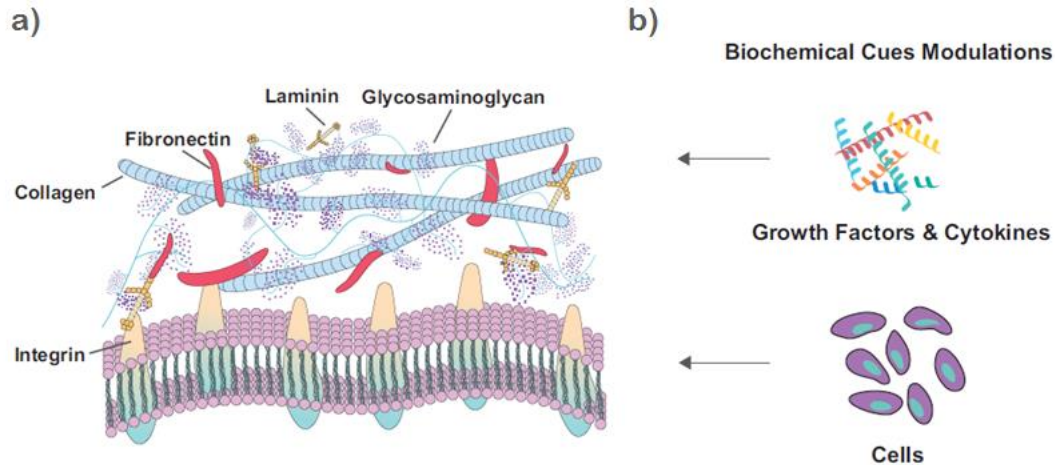 a)
b)
Biochemical Cues Modulations
Laminin
Glycosaminoglycan
Fibronectin
Collagen
Growth Factors & Cytokines
Integrin
Cells